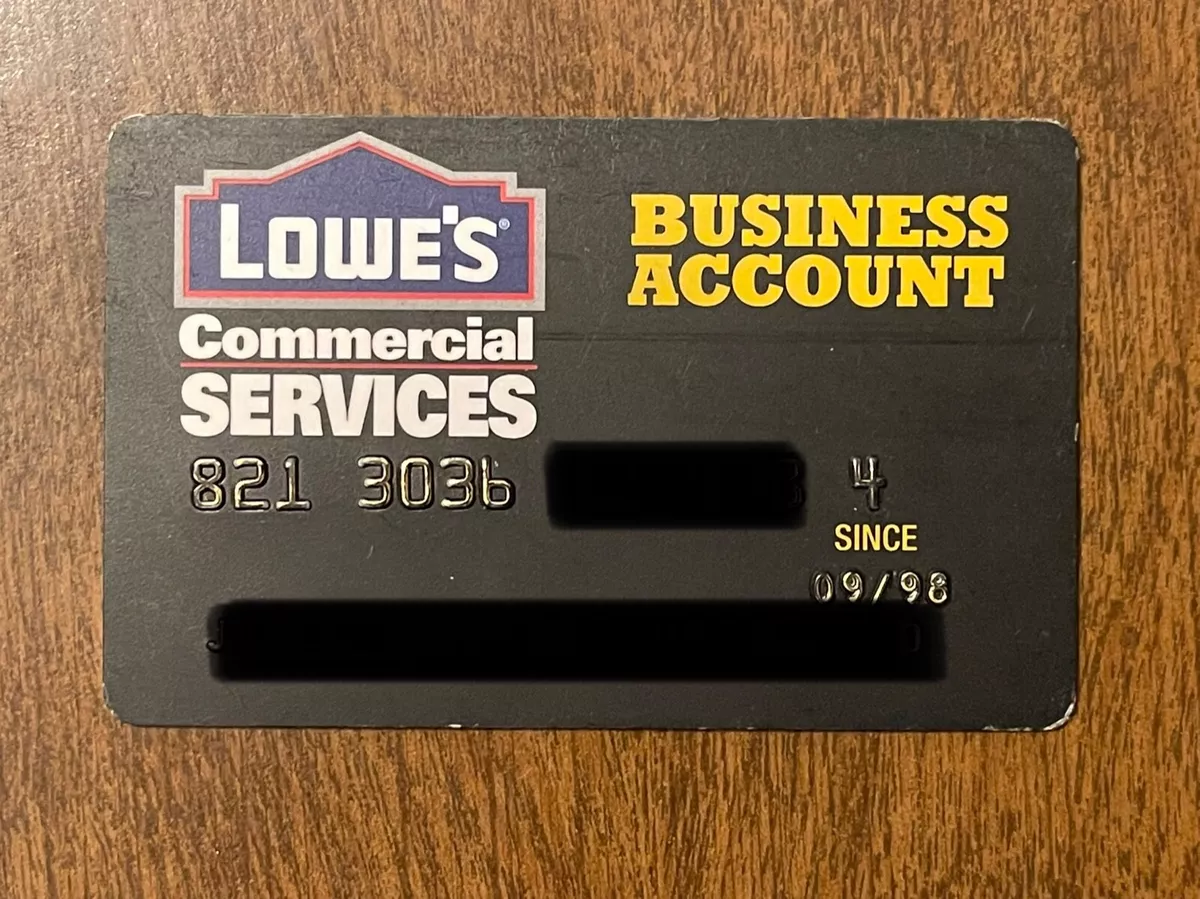 LOWE'S®
Commercial
SERVICES
BUSINESS
ACCOUNT
821 3036 4
SINCE
09/98